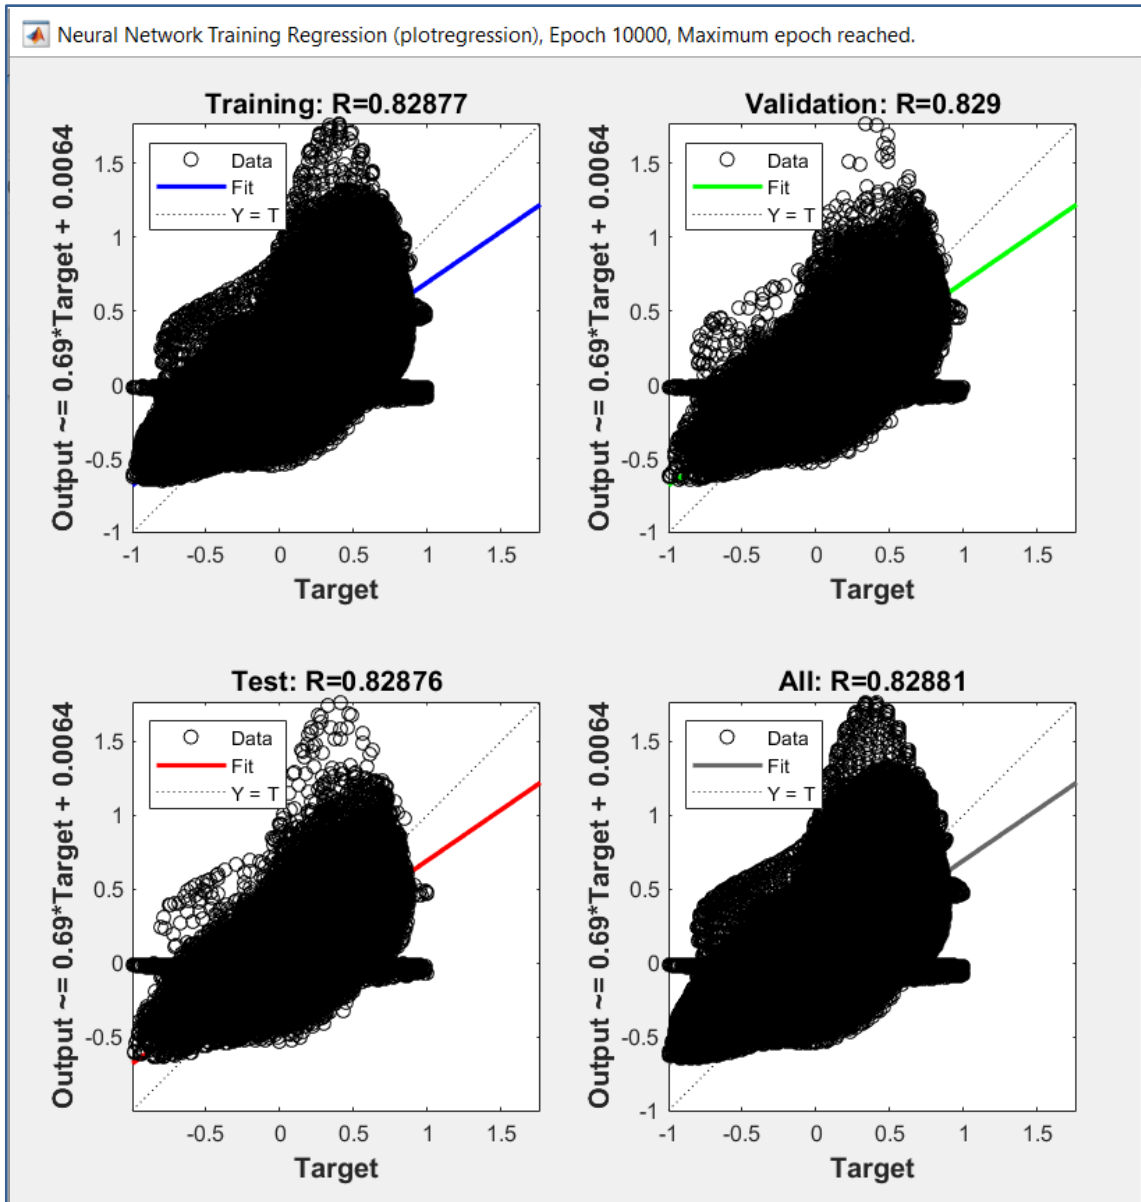 Neural Network Training Regression (plotregression), Epoch 10000, Maximum epoch reached.
Training: R=0.82877
Output ~= 0.69*Target + 0.0064
Data
Fit
Y = T
1.5
1
0.5
0
-0.5
-1
-1 -0.5 0 0.5 1 1.5
Target
Validation: R=0.829
Output ~= 0.69*Target + 0.0064
Data
Fit
Y = T
1.5
1
0.5
0
-0.5
-1
-1 -0.5 0 0.5 1 1.5
Target
Test: R=0.82876
Output ~= 0.69*Target + 0.0064
Data
Fit
Y = T
1.5
1
0.5
0
-0.5
-0.5 0 0.5 1 1.5
Target
All: R=0.82881
Output ~= 0.69*Target + 0.0064
Data
Fit
Y = T
1.5
1
0.5
0
-0.5
-1
-1 -0.5 0 0.5 1 1.5
Target